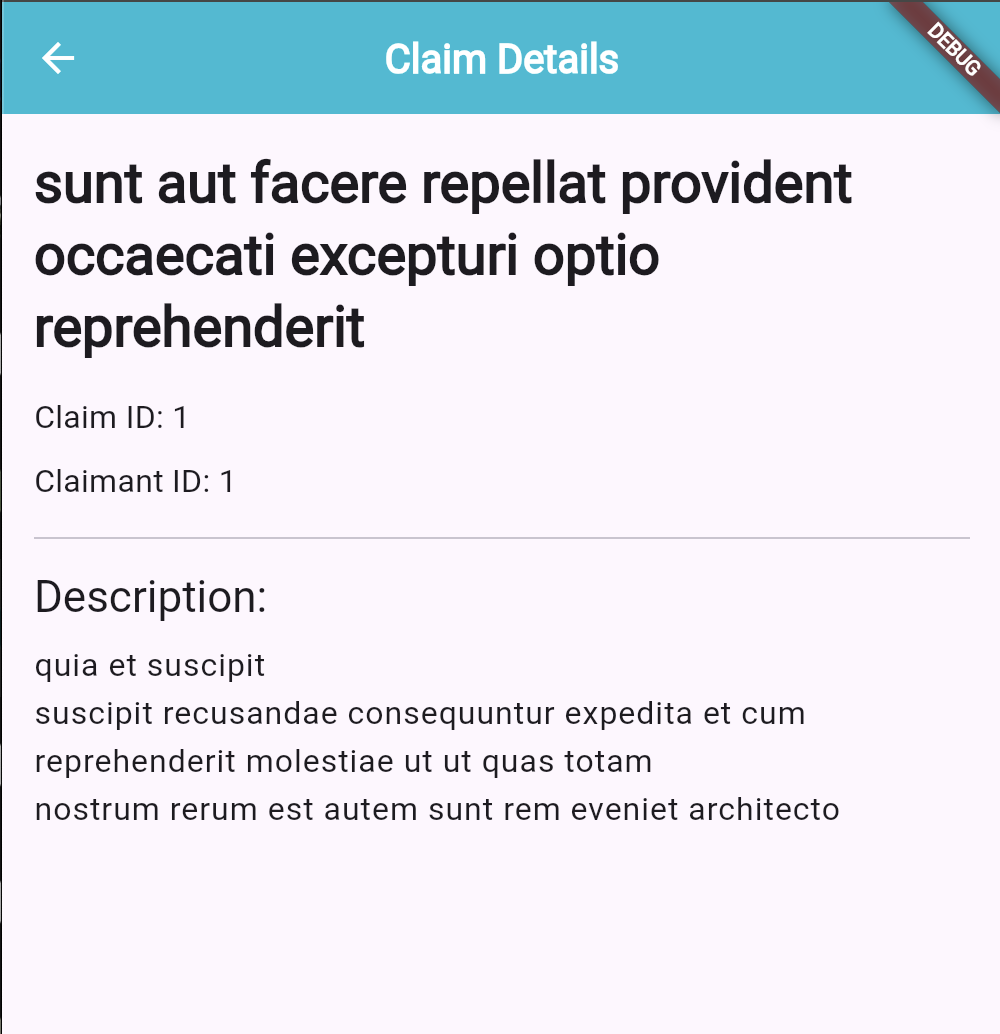 Claim Details
DEBUG
sunt aut facere repellat provident
occaecati excepturi optio
reprehenderit
Claim ID: 1
Claimant ID: 1
Description:
quia et suscipit
suscipit recusandae consequuntur expedita et cum
reprehenderit molestiae ut ut quas totam
nostrum rerum est autem sunt rem eveniet architecto